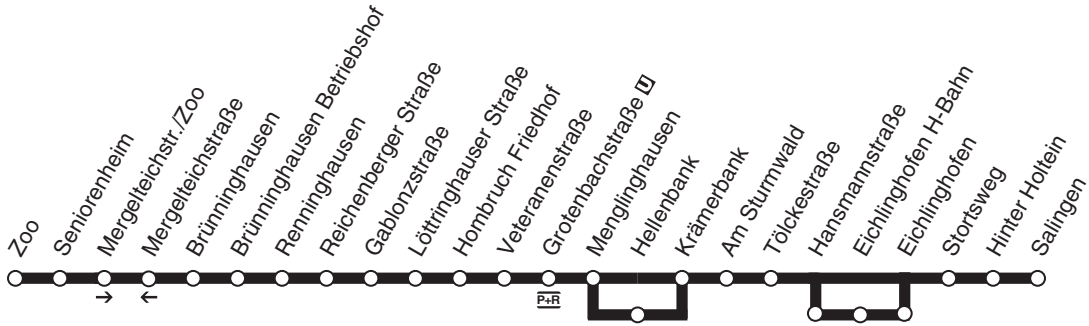 Zoo
Seniorenheim
Mergelteichstr./Zoo
Mergelteichstraße
Brünninghausen
Brünninghausen Betriebshof
Renninghausen
Reichenberger Straße
Gablonzstraße
Löttringhauser Straße
Hombruch Friedhof
Veteranenstraße
Grotenbachstraße U
Menglinghausen
Hellenbank
Krämerbank
Am Sturmwald
Töckestraße
Hansmannstraße
Eichlinghofen H-Bahn
Eichlinghofen
Stortsweg
Hinter Holtein
Salingen
→ ←
P+R